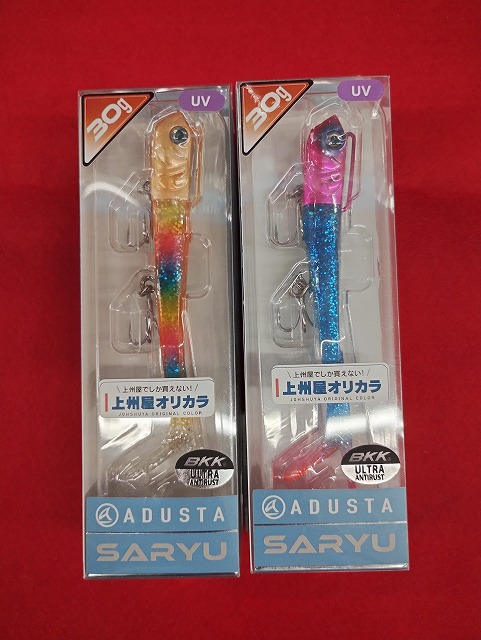 30g
UV
上州屋でしか買えない!
上州屋オリカラ
JOHSHUYA ORIGINAL COLOR
BKK
ULTRA
ANTIRUST
ADUSTA
SARYU
30g
UV
上州屋でしか買えない!
上州屋オリカラ
JOHSHUYA ORIGINAL COLOR
BKK
ULTRA
ANTIRUST
ADUSTA
SARYU